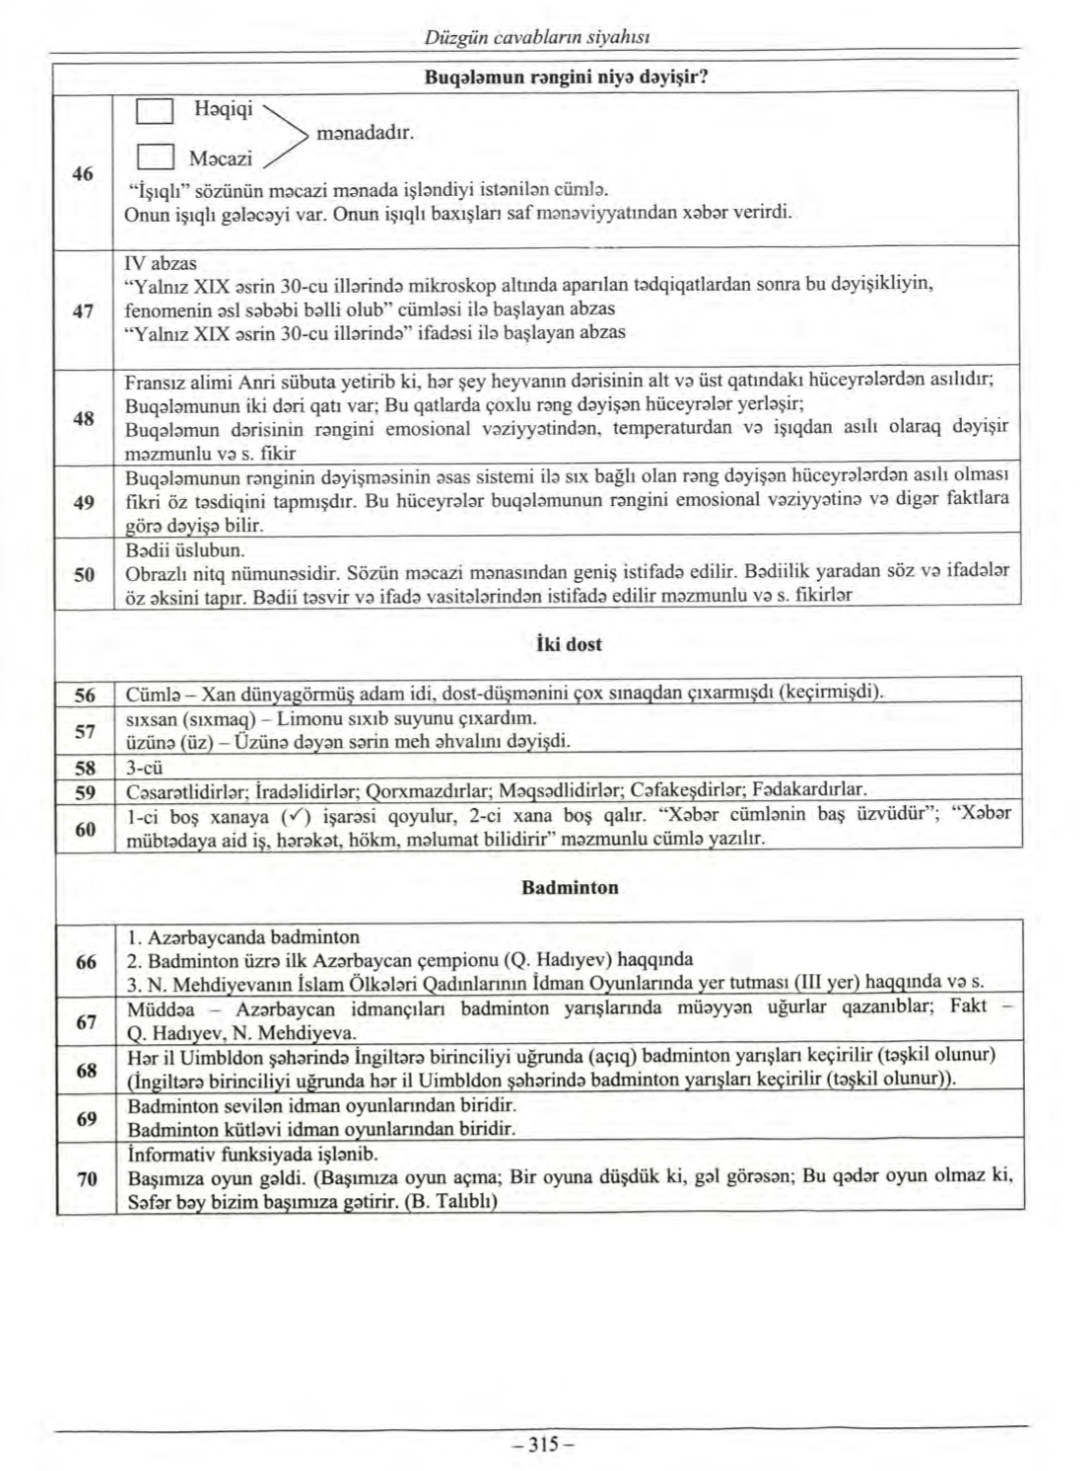 Düzgün cavabların siyahısı
Buqələmun rəngini niyə dəyişir?
46
Həqiqi
mənadadır.
Məcazi
“İşıqlı” sözünün məcazi mənada işləndiyi istənilən cümlə.
Onun işıqlı gələcəyi var. Onun işıqlı baxışları saf mənəviyyatından xəbər verirdi.
47
IV abzas
“Yalnız XIX əsrin 30-cu illərində mikroskop altında aparılan tədqiqatlardan sonra bu dəyişikliyin,
fenomenin əsl səbəbi bəlli olub” cümləsi ilə başlayan abzas
“Yalnız XIX əsrin 30-cu illərində” ifadəsi ilə başlayan abzas
48
Fransız alimi Anri sübuta yetirib ki, hər şey heyvanın dərisinin alt və üst qatındakı hüceyrələrdən asılıdır;
Buqələmunun iki dəri qatı var; Bu qatlarda çoxlu rəng dəyişən hüceyrələr yerləşir;
Buqələmun dərisinin rəngini emosional vəziyyətindən, temperaturdan və işıqdan asılı olaraq dəyişir
məzmunlu və s. fikir
49
Buqələmunun rənginin dəyişməsinin əsas sistemi ilə sıx bağlı olan rəng dəyişən hüceyrələrdən asılı olması
fikri öz təsdiqini tapmışdır. Bu hüceyrələr buqələmunun rəngini emosional vəziyyətinə və digər faktlara
görə dəyişə bilir.
50
Bədii üslubun.
Obrazlı nitq nümunəsidir. Sözün məcazi mənasından geniş istifadə edilir. Bədiilik yaradan söz və ifadələr
öz əksini tapır. Bədii təsvir və ifadə vasitələrindən istifadə edilir məzmunlu və s. fikirlər
İki dost
56 Cümlə – Xan dünyagörmüş adam idi, dost-düşmənini çox sınaqdan çıxarmışdı (keçirmişdi).
57
sıxsan (sıxmaq) – Limonu sıxıb suyunu çıxardım.
üzünə (üz) – Üzünə dəyən sərin meh əhvalını dəyişdi.
58 3-cü
59 Cəsarətlidirlər; İradəlidirlər; Qorxmazdırlar; Məqsədlidirlər; Cəfakeşdirlər; Fədakardırlar.
60
1-ci boş xanaya (✓) işarəsi qoyulur, 2-ci xana boş qalır. “Xəbər cümlənin baş üzvüdür”; “Xəbər
mübtədaya aid iş, hərəkət, hökm, məlumat bilidirir” məzmunlu cümlə yazılır.
Badminton
66
1. Azərbaycanda badminton
2. Badminton üzrə ilk Azərbaycan çempionu (Q. Hadıyev) haqqında
3. N. Mehdiyevanın İslam Ölkələri Qadınlarının İdman Oyunlarında yer tutması (III yer) haqqında və s.
67
Müddəa – Azərbaycan idmançıları badminton yarışlarında müəyyən uğurlar qazanıblar; Fakt –
Q. Hadıyev, N. Mehdiyeva.
68
Hər il Uimbldon şəhərində İngiltərə birinciliyi uğrunda (açıq) badminton yarışları keçirilir (təşkil olunur)
(İngiltərə birinciliyi uğrunda hər il Uimbldon şəhərində badminton yarışları keçirilir (təşkil olunur)).
69
Badminton sevilən idman oyunlarından biridir.
Badminton kütləvi idman oyunlarından biridir.
70
İnformativ funksiyada işlənib.
Başımıza oyun gəldi. (Başımıza oyun açma; Bir oyuna düşdük ki, gəl görəsən; Bu qədər oyun olmaz ki,
Səfər bəy bizim başımıza gətirir. (B. Talıblı)
– 315 –